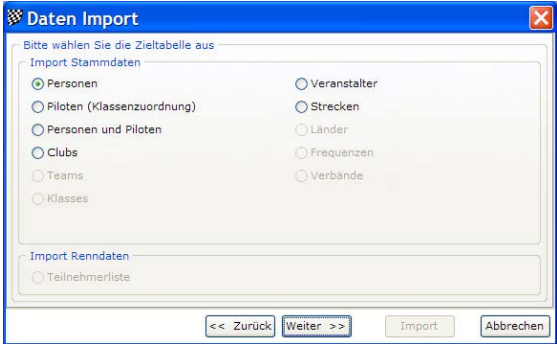 Daten Import
Bitte wählen Sie die Zieltabelle aus
Import Stammdaten
Personen
Piloten (Klassenzuordnung)
Personen und Piloten
Clubs
Teams
Klasses
Veranstalter
Strecken
Länder
Frequenzen
Verbände
Import Renndaten
Teilnehmerliste
<< Zurück Weiter >> Import Abbrechen